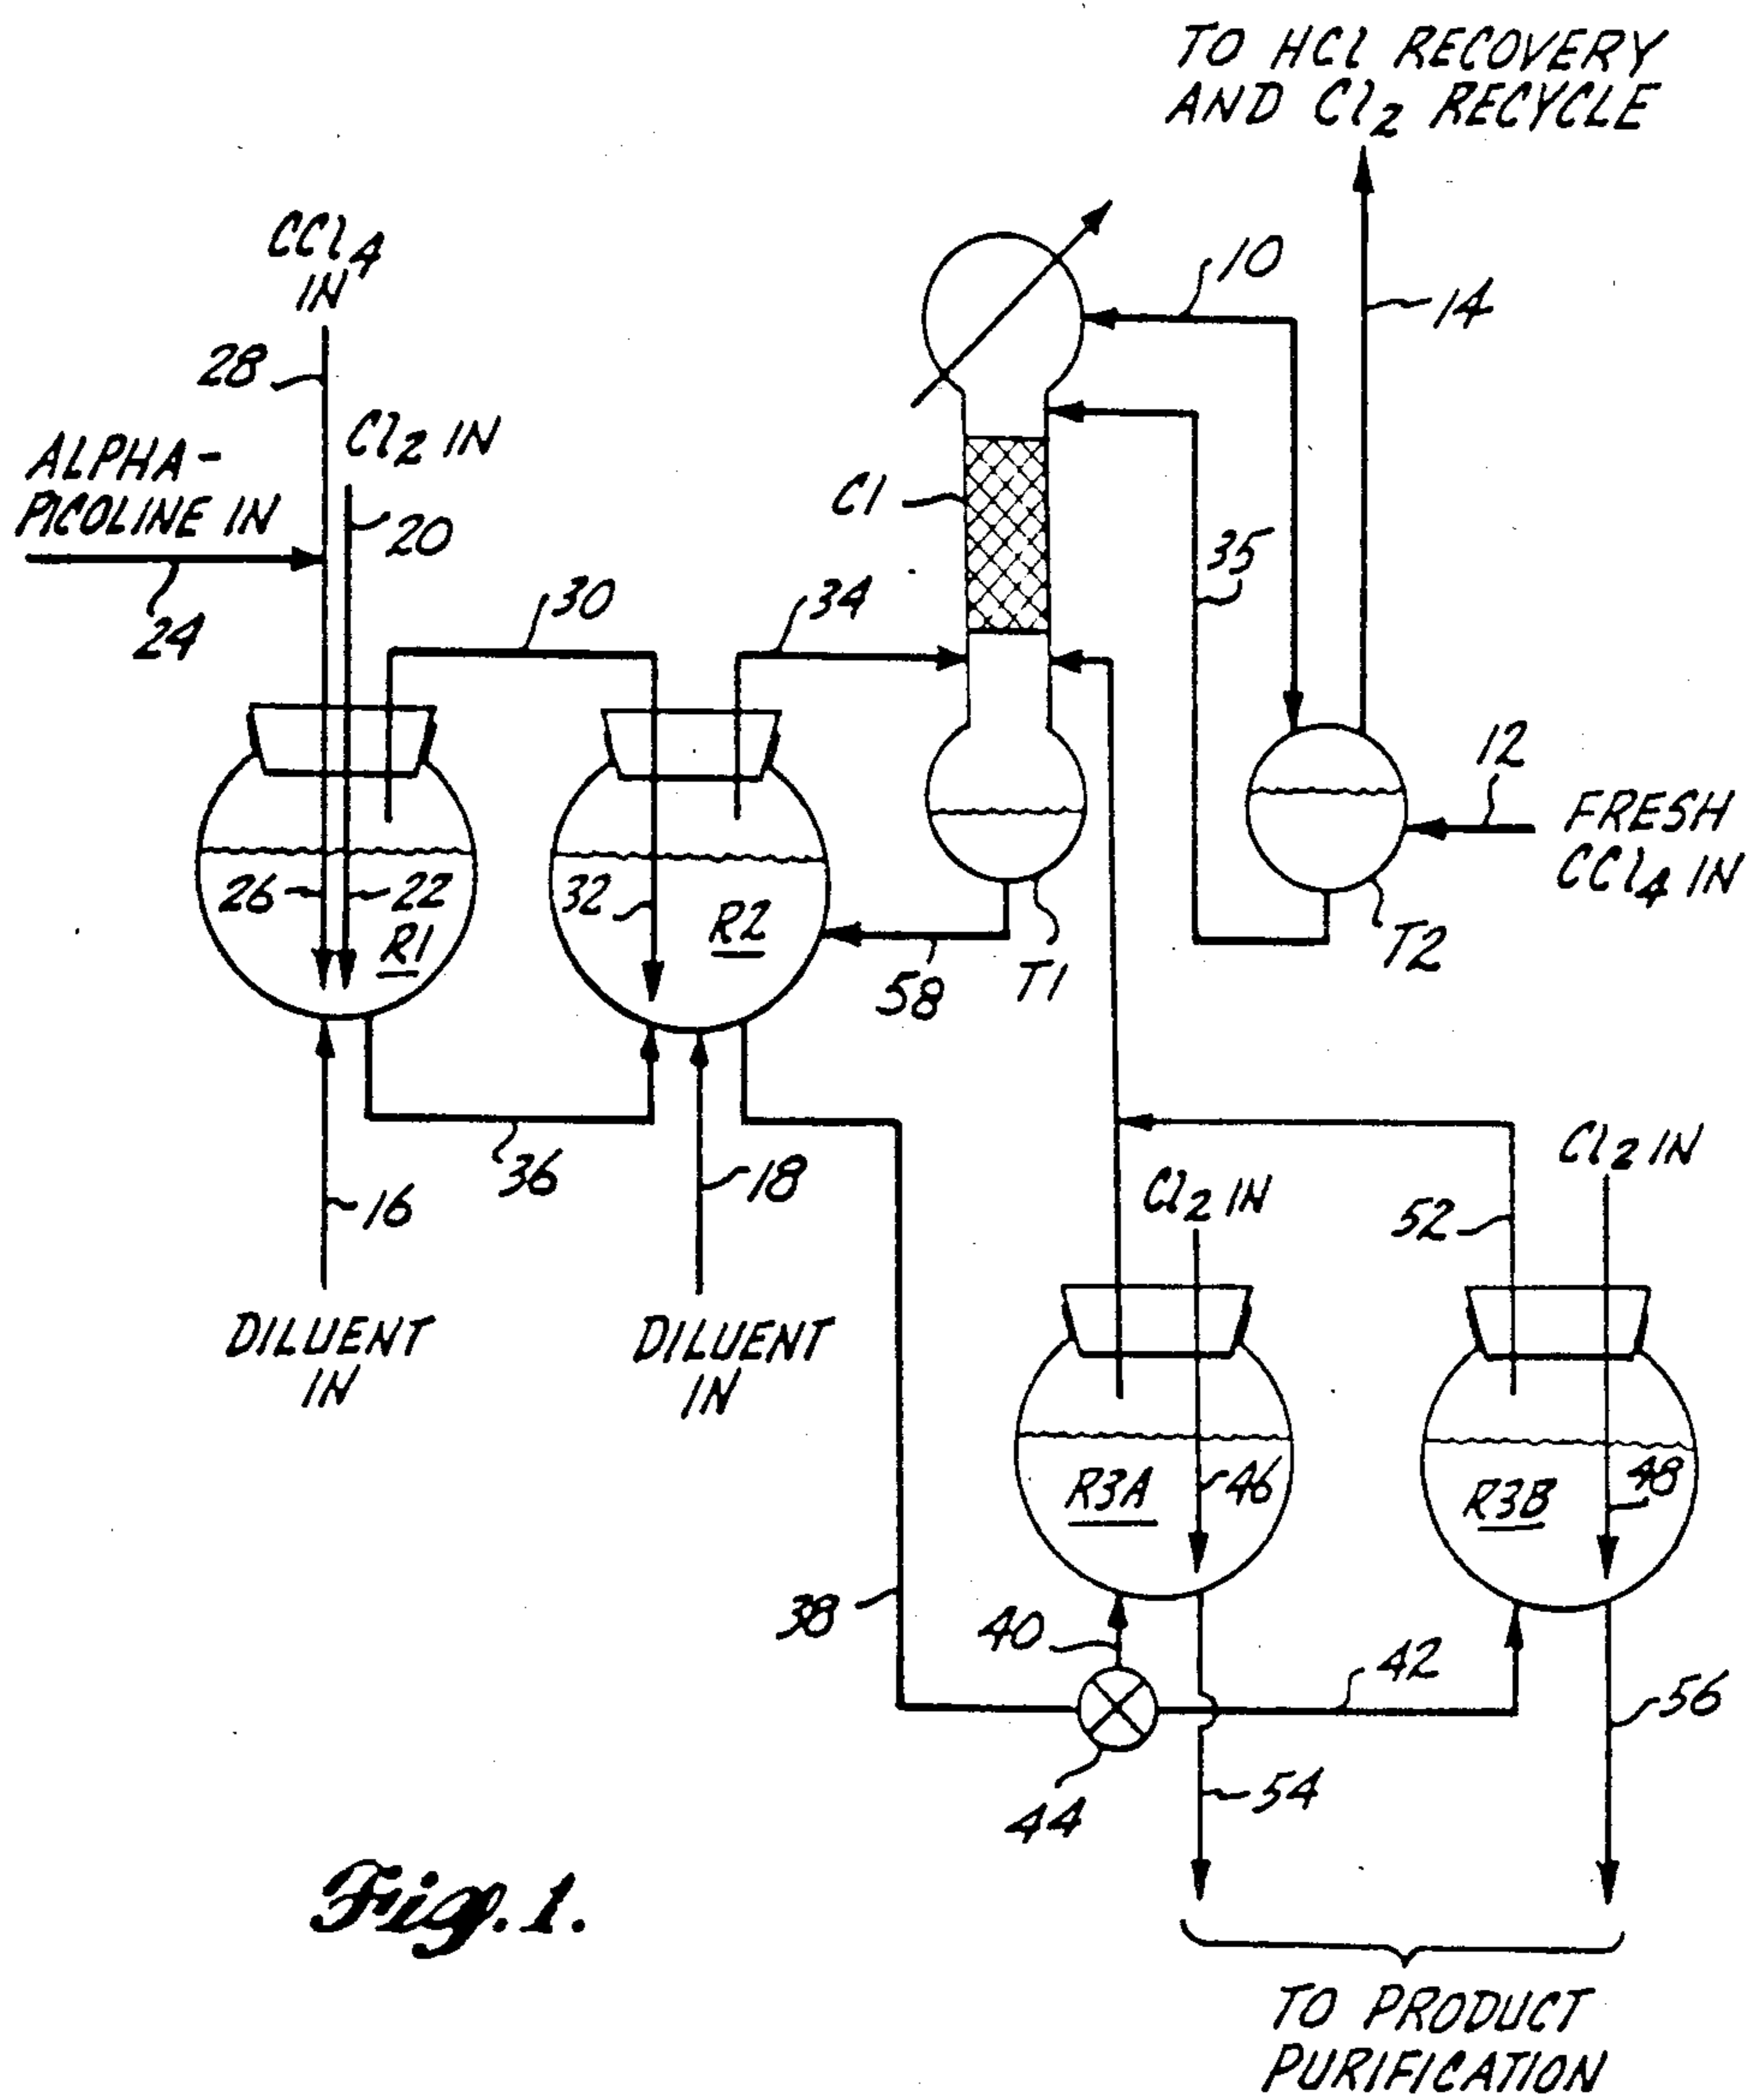 TO HCl RECOVERY
AND Cl2 RECYCLE
CCl4
IN
28
Cl2 IN
20
ALPHA-
PICOLINE IN
24
10
14
C1
35
30
34
12
FRESH
CCl4 IN
26
22
R1
32
R2
58
T1
T2
36
16
18
DILUENT
IN
DILUENT
IN
Cl2 IN
52
Cl2 IN
R3A
46
R3B
48
38
40
42
44
54
56
Fig. 1.
TO PRODUCT
PURIFICATION